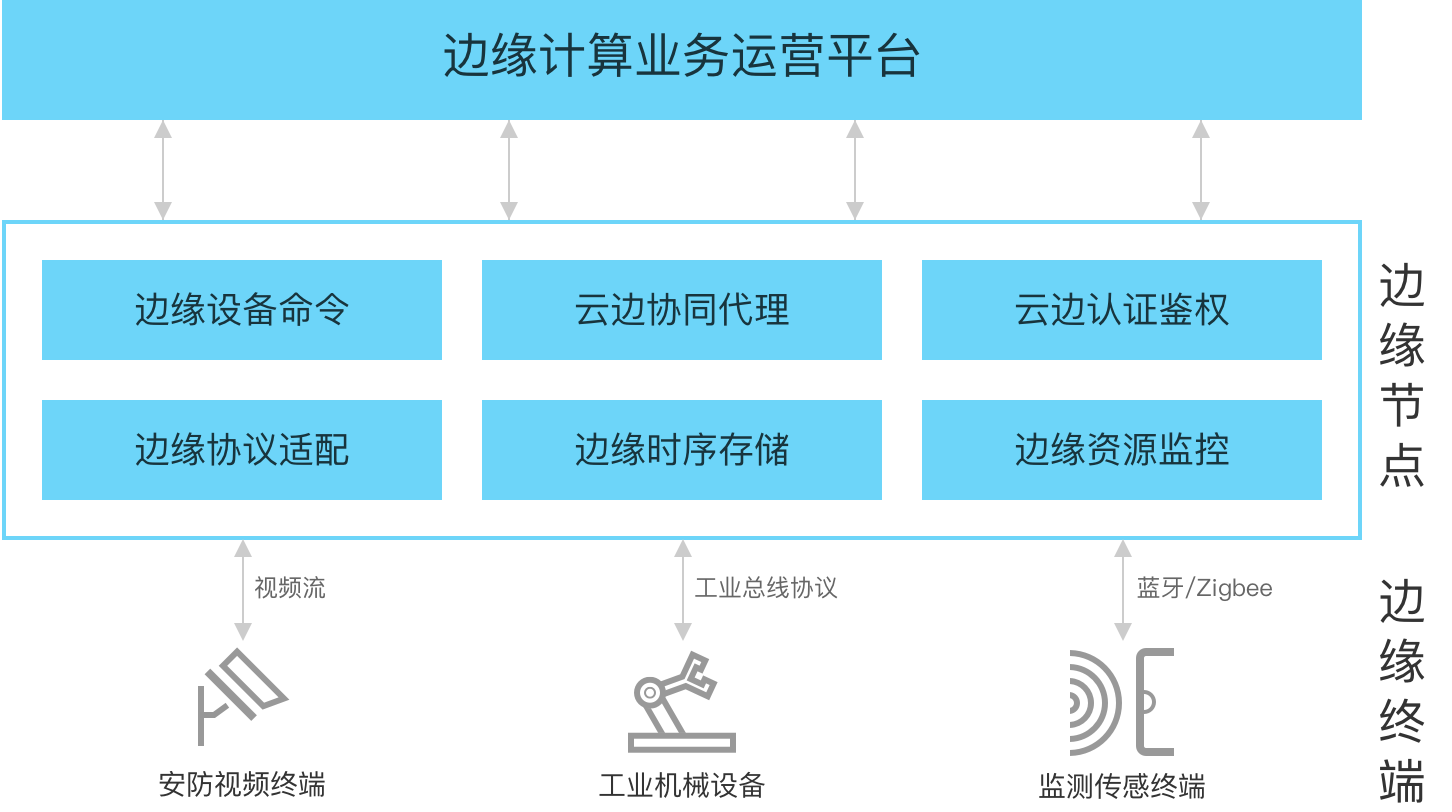 边缘计算业务运营平台
边缘设备命令
云边协同代理
云边认证鉴权
边缘协议适配
边缘时序存储
边缘资源监控
边缘节点
视频流
工业总线协议
蓝牙/Zigbee
安防视频终端
工业机械设备
监测传感终端
边缘终端